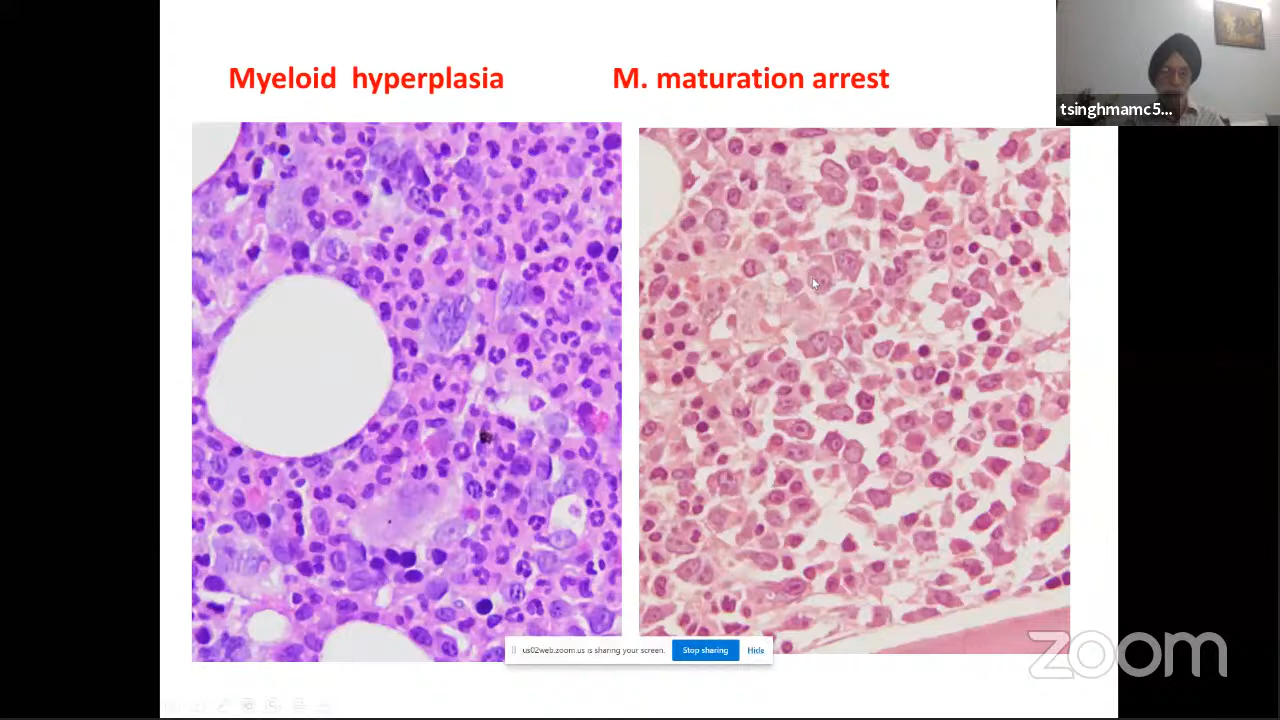 Myeloid hyperplasia
M. maturation arrest
tsinghmamc5...
us02web.zoom.us is sharing your screen.
Stop sharing
Hide
zoom